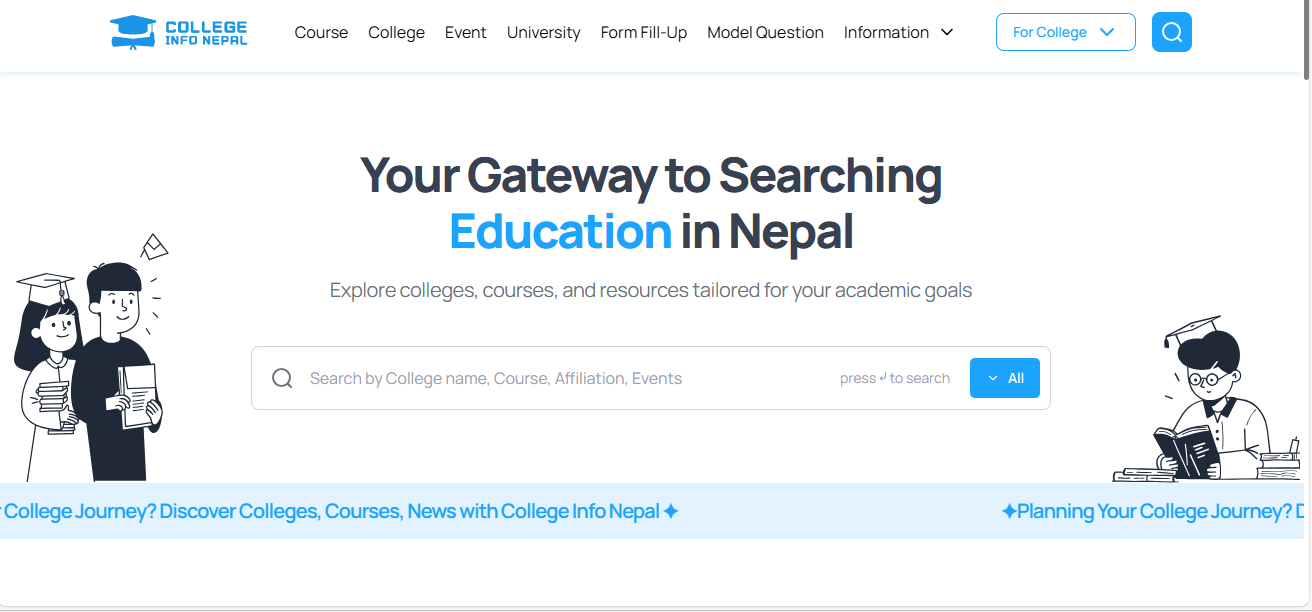 COLLEGE
INFO NEPAL
Course College Event University Form Fill-Up Model Question Information
For College
Your Gateway to Searching
Education in Nepal
Explore colleges, courses, and resources tailored for your academic goals
Search by College name, Course, Affiliation, Events press ⤶ to search All
College Journey? Discover Colleges, Courses, News with College Info Nepal ✦ ✦Planning Your College Journey?